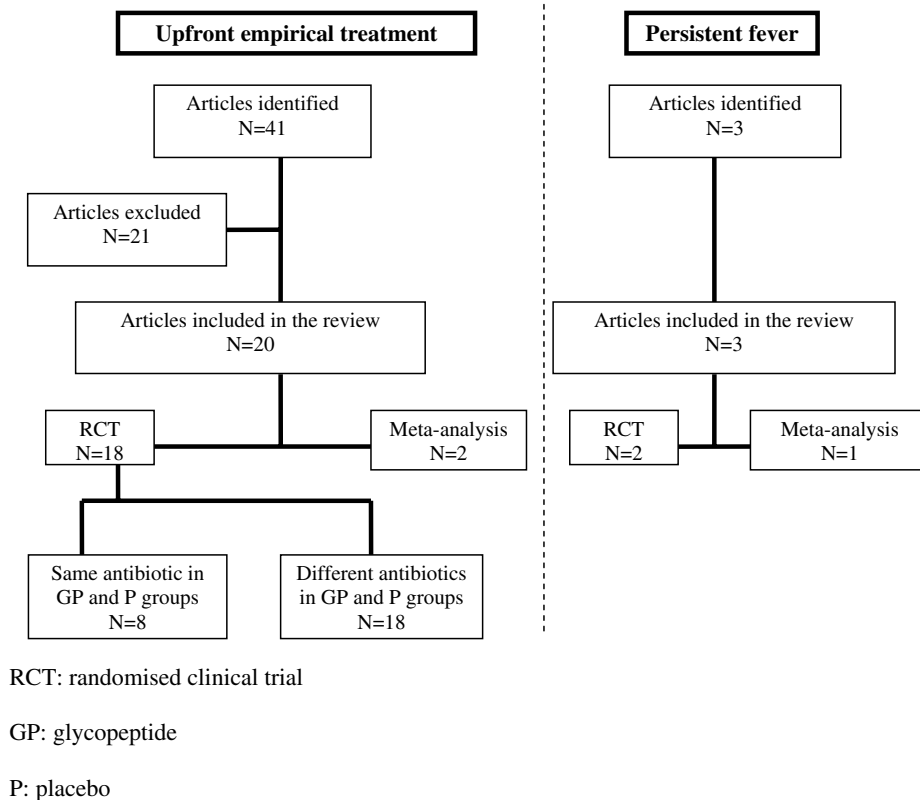 Upfront empirical treatment
Articles identified
N=41
Articles excluded
N=21
Articles included in the review
N=20
RCT
N=18
Meta-analysis
N=2
Same antibiotic in
GP and P groups
N=8
Different antibiotics
in GP and P groups
N=18
Persistent fever
Articles identified
N=3
Articles included in the review
N=3
RCT
N=2
Meta-analysis
N=1
RCT: randomised clinical trial
GP: glycopeptide
P: placebo